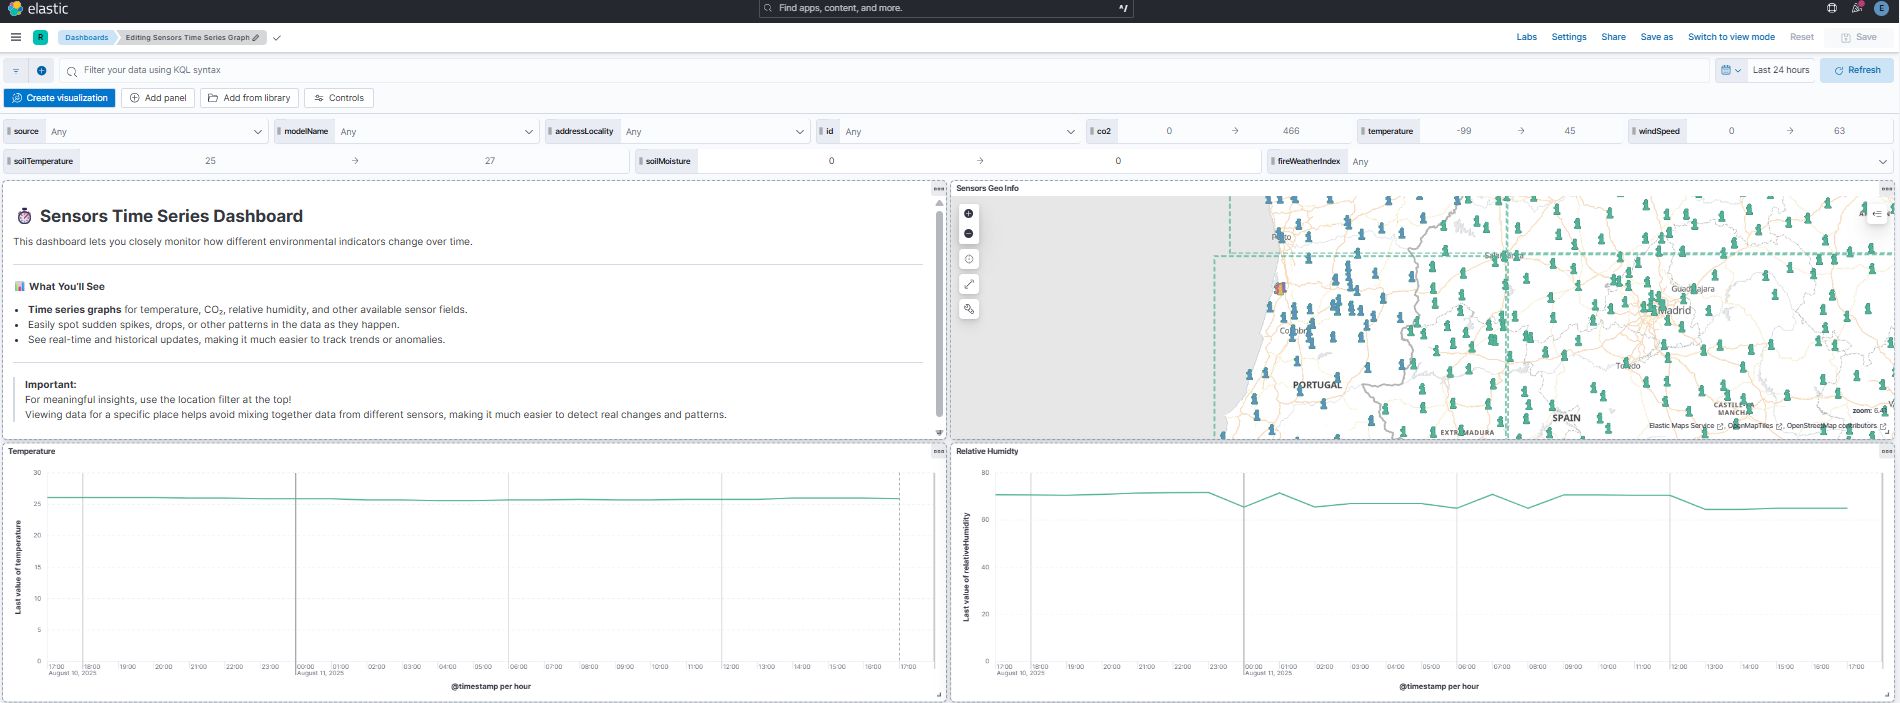 elastic
Find apps, content, and more.
^/
E
R
Dashboards
Editing Sensors Time Series Graph
Labs
Settings
Share
Save as
Switch to view mode
Reset
Save
Filter your data using KQL syntax
Last 24 hours
Refresh
Create visualization
Add panel
Add from library
Controls
source Any
modelName Any
addressLocality Any
id Any
co2 0 → 466
temperature -99 → 45
windSpeed 0 → 63
soilTemperature 25 → 27
soilMoisture 0 → 0
fireWeatherIndex Any
Sensors Time Series Dashboard
This dashboard lets you closely monitor how different environmental indicators change over time.
What You'll See
• Time series graphs for temperature, CO₂, relative humidity, and other available sensor fields.
• Easily spot sudden spikes, drops, or other patterns in the data as they happen.
• See real-time and historical updates, making it much easier to track trends or anomalies.
Important:
For meaningful insights, use the location filter at the top!
Viewing data for a specific place helps avoid mixing together data from different sensors, making it much easier to detect real changes and patterns.
Sensors Geo Info
Porto
Salamanca
Guadalajara
Madrid
Coimbra
Toledo
PORTUGAL
SPAIN
CASTILE-LA
MANCHA
EXTREMADURA
zoom: 6.41
Elastic Maps Service , OpenMapTiles , OpenStreetMap contributors
Temperature
30
25
20
15
10
5
0
Last value of temperature
17:00 18:00 19:00 20:00 21:00 22:00 23:00 00:00 01:00 02:00 03:00 04:00 05:00 06:00 07:00 08:00 09:00 10:00 11:00 12:00 13:00 14:00 15:00 16:00 17:00
August 10, 2025 August 11, 2025
@timestamp per hour
Relative Humidty
80
60
40
20
0
Last value of relativeHumidity
17:00 18:00 19:00 20:00 21:00 22:00 23:00 00:00 01:00 02:00 03:00 04:00 05:00 06:00 07:00 08:00 09:00 10:00 11:00 12:00 13:00 14:00 15:00 16:00 17:00
August 10, 2025 August 11, 2025
@timestamp per hour